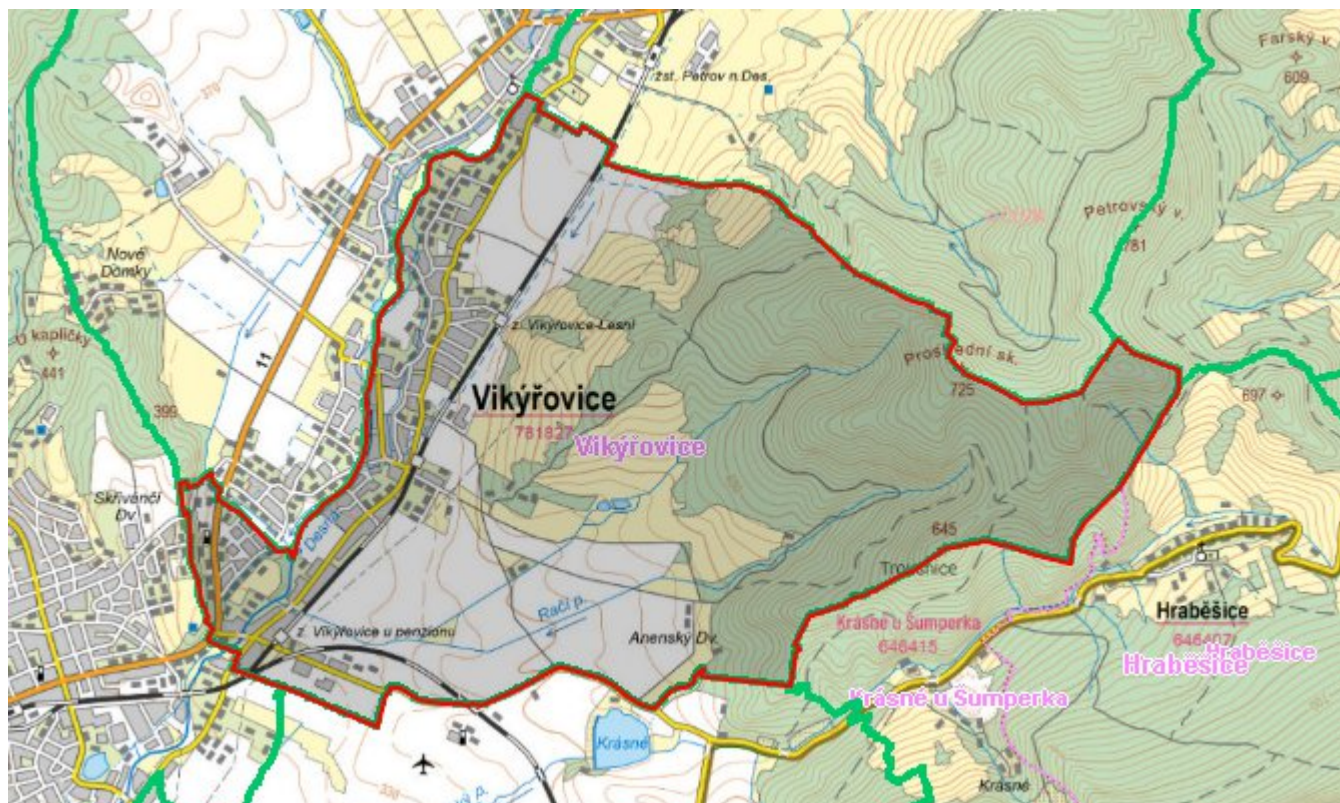 Farský v.
609
žst. Petrov n.Des.
370
Petrovský v.
781
Nové
Domky
U kapličky
441
11
z. Vikýřovice-Lesní
Prostřední sk.
725
697
399
Vikýřovice
781827
Vikýřovice
Skřivánčí
Dv.
Desná
645
Trousnice
Račí p.
Anenský Dv.
z. Vikýřovice u penzionu
Krásné u Šumperka
646415
Hraběšice
646407
Hraběšice
Hraběšice
Krásné u Šumperka
Krásné
Krásné
338